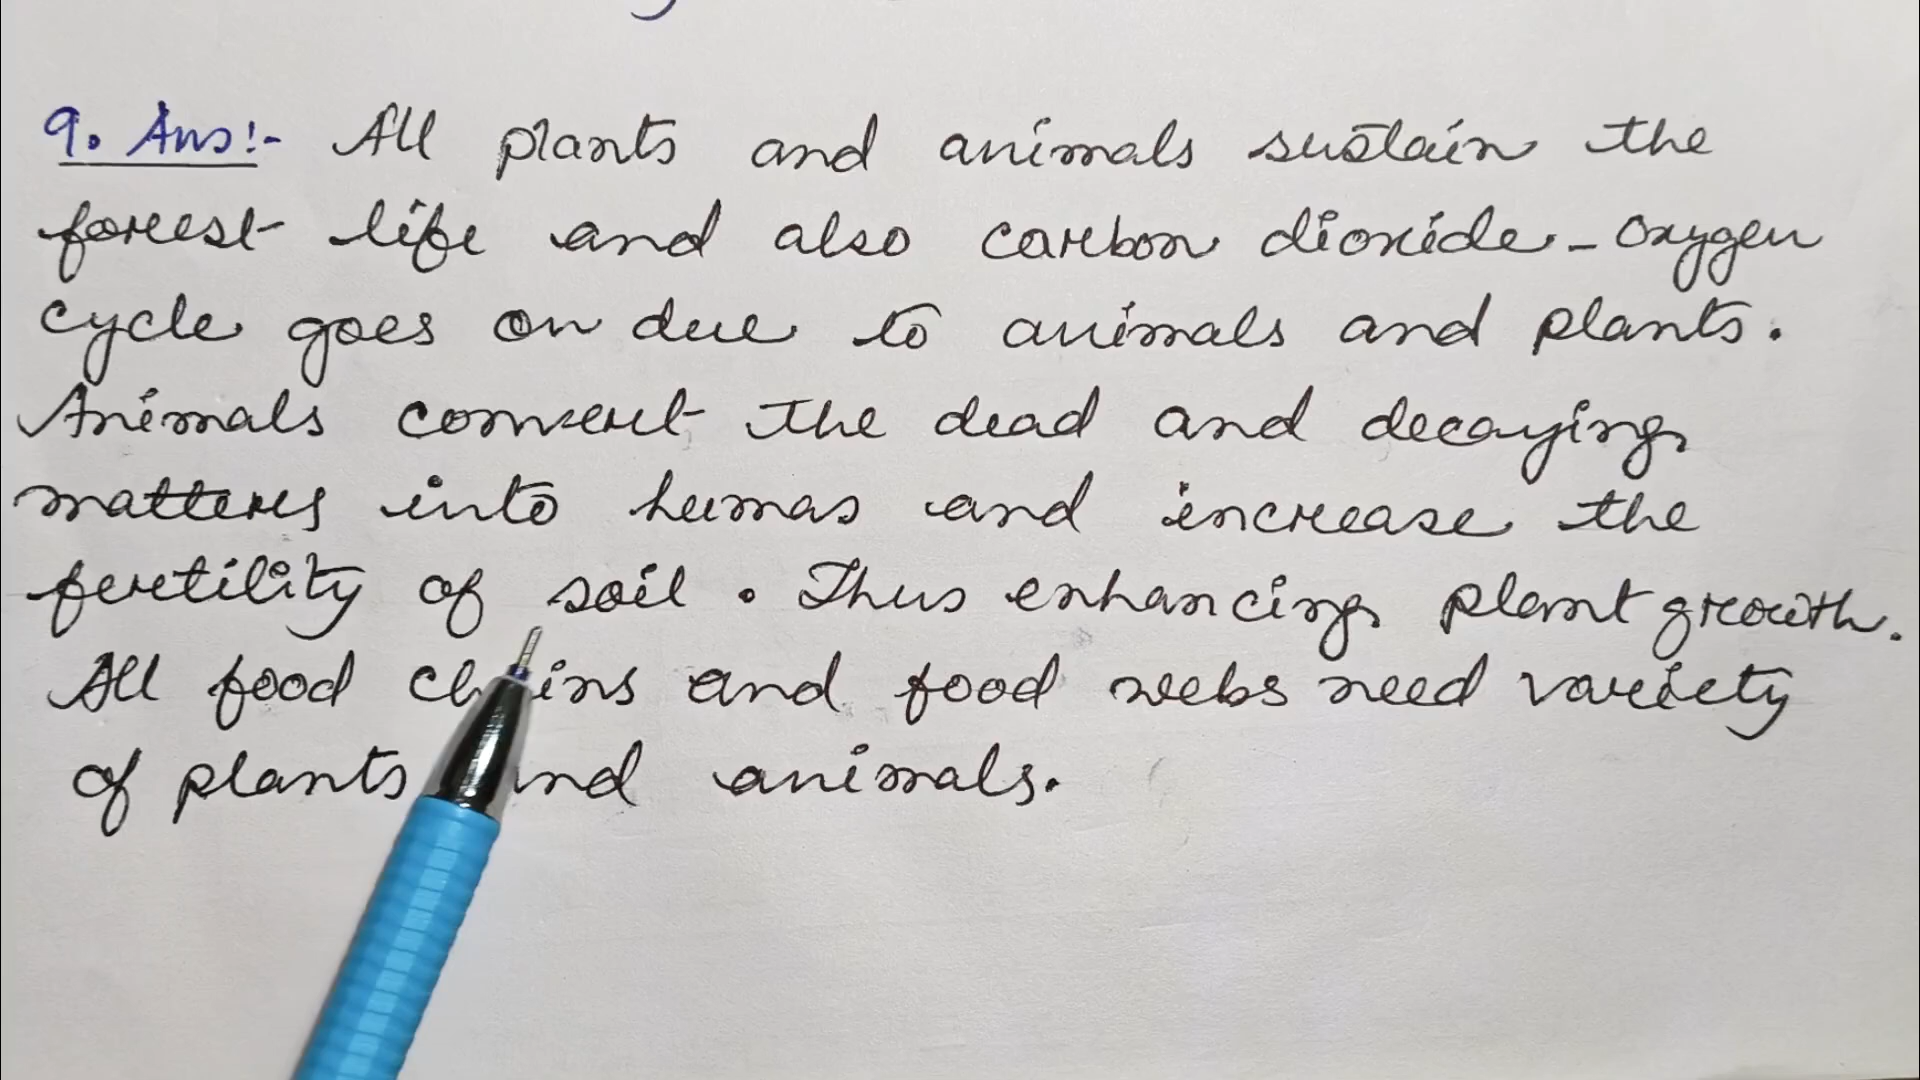 9. Ans:- All plants and animals sustain the
forest life and also carbon dioxide - oxygen
cycle goes on due to animals and plants.
Animals convert the dead and decaying
matters into humas and increase the
fertility of soil. Thus enhancing plant growth.
All food chains and food webs need variety
of plants and animals.